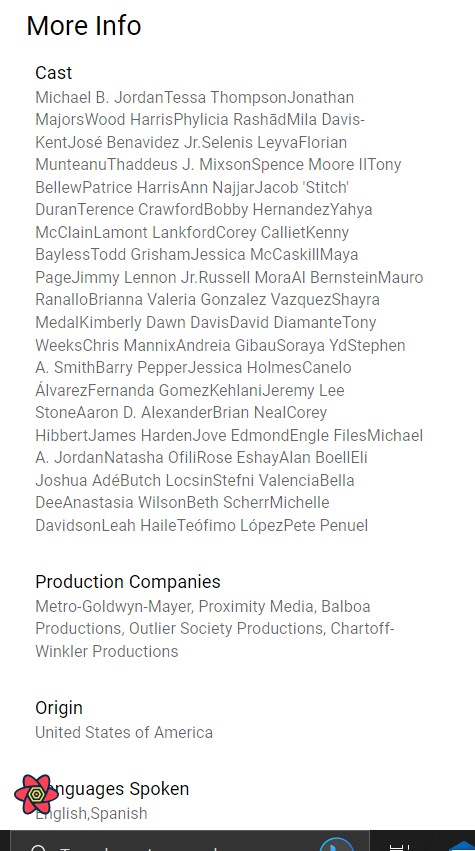 More Info
Cast
Michael B. JordanTessa ThompsonJonathan
MajorsWood HarrisPhylicia RashādMila Davis-
KentJosé Benavidez Jr.Selenis LeyvaFlorian
MunteanuThaddeus J. MixsonSpence Moore IITony
BellewPatrice HarrisAnn NajjarJacob 'Stitch'
DuranTerence CrawfordBobby HernandezYahya
McClainLamont LankfordCorey CallietKenny
BaylessTodd GrishamJessica McCaskillMaya
PageJimmy Lennon Jr.Russell MoraAl BernsteinMauro
RanalloBrianna Valeria Gonzalez VazquezShayra
MedalKimberly Dawn DavisDavid DiamanteTony
WeeksChris MannixAndreia GibauSoraya YdStephen
A. SmithBarry PepperJessica HolmesCanelo
ÁlvarezFernanda GomezKehlaniJeremy Lee
StoneAaron D. AlexanderBrian NealCorey
HibbertJames HardenJove EdmondEngle FilesMichael
A. JordanNatasha OfiliRose EshayAlan BoellEli
Joshua AdéButch LocsinStefni ValenciaBella
DeeAnastasia WilsonBeth ScherrMichelle
DavidsonLeah HaileTeófimo LópezPete Penuel
Production Companies
Metro-Goldwyn-Mayer, Proximity Media, Balboa
Productions, Outlier Society Productions, Chartoff-
Winkler Productions
Origin
United States of America
Languages Spoken
English,Spanish